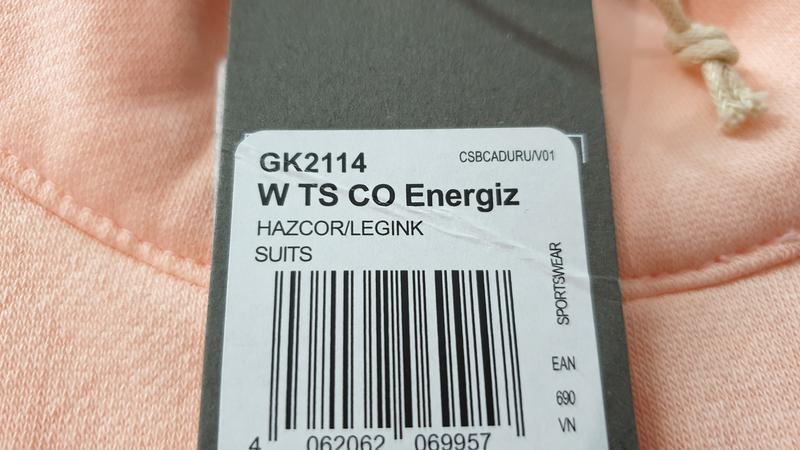 GK2114
CSBCADURU/V01
W TS CO Energiz
HAZCOR/LEGINK
SUITS
SPORTSWEAR
EAN
690
VN
4 062062 069957